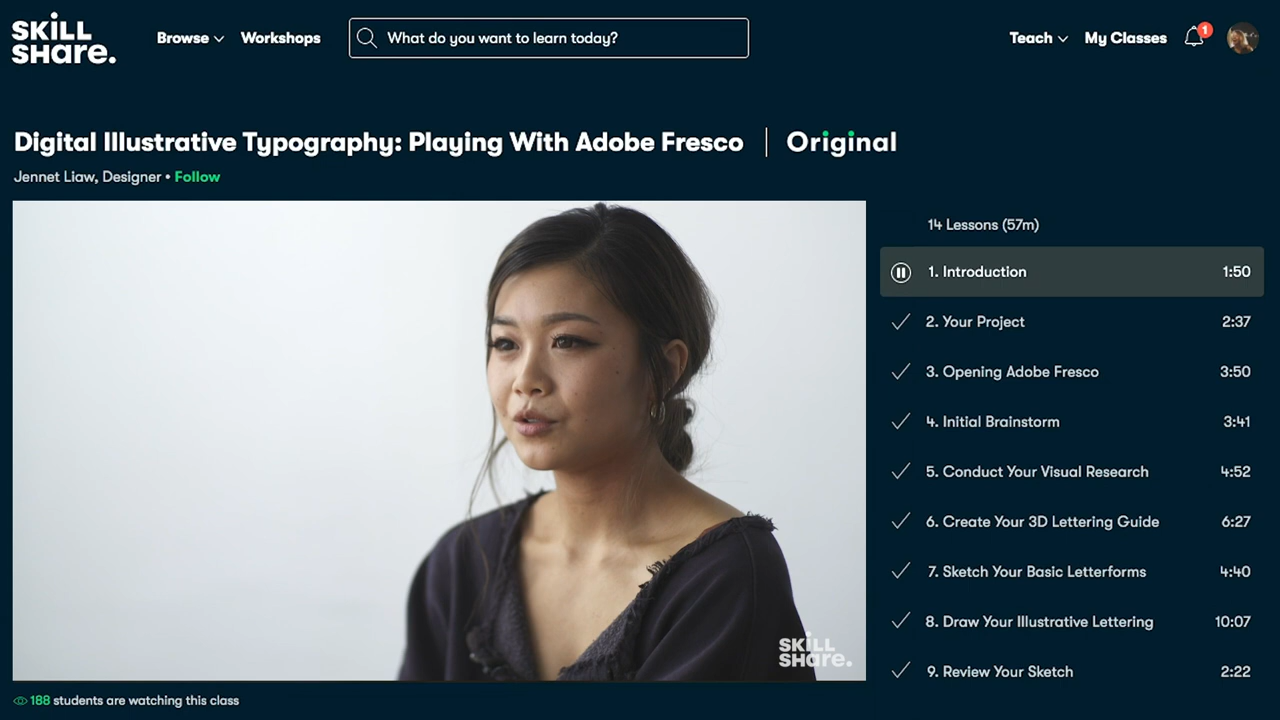 SKILL
SHare.
Browse
Workshops
What do you want to learn today?
Teach
My Classes
1
Digital Illustrative Typography: Playing With Adobe Fresco | Original
Jennet Liaw, Designer • Follow
14 Lessons (57m)
1. Introduction 1:50
2. Your Project 2:37
3. Opening Adobe Fresco 3:50
4. Initial Brainstorm 3:41
5. Conduct Your Visual Research 4:52
6. Create Your 3D Lettering Guide 6:27
7. Sketch Your Basic Letterforms 4:40
8. Draw Your Illustrative Lettering 10:07
9. Review Your Sketch 2:22
SKILL
SHare.
188 students are watching this class